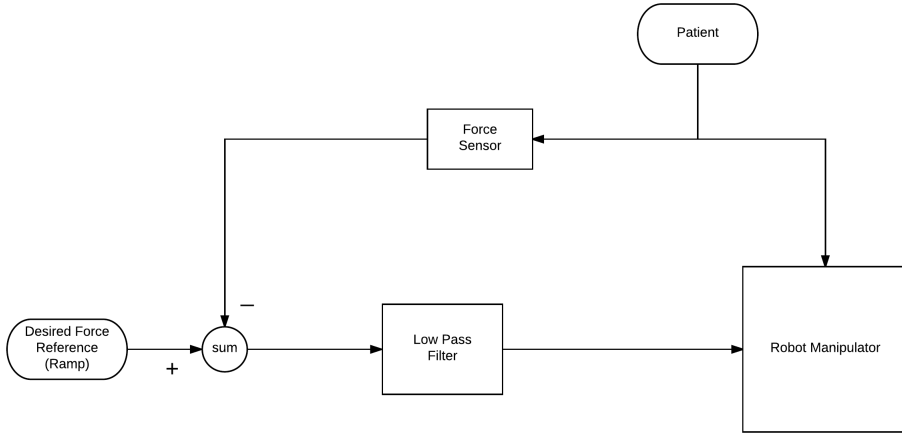 Patient
Force
Sensor
–
Desired Force
Reference
(Ramp)
+
sum
Low Pass
Filter
Robot Manipulator